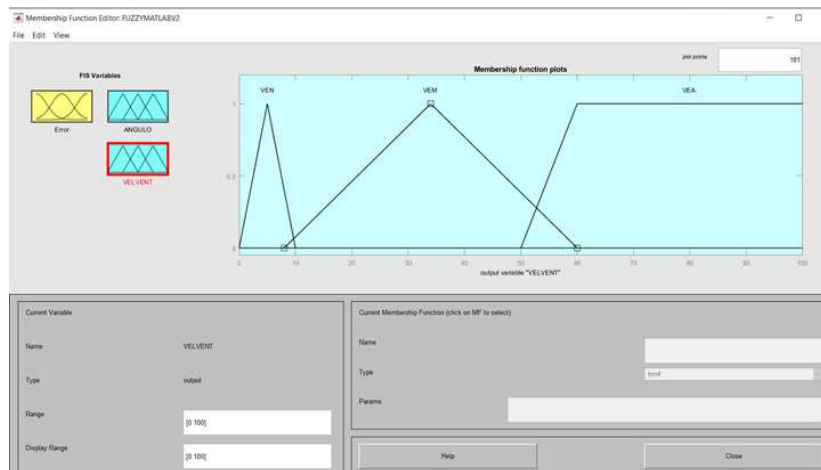 Membership Function Editor: FUZZYMATLABV2
File Edit View
FIS Variables
Membership function plots
plot points:
181
Error
ANGULO
VELVENT
VEN
VEM
VEA
1
0.5
0
0 10 20 30 40 50 60 70 80 90 100
output variable "VELVENT"
Current Variable
Name VELVENT
Type output
Range [0 100]
Display Range [0 100]
Current Membership Function (click on MF to select)
Name
Type trimf
Params
Help Close